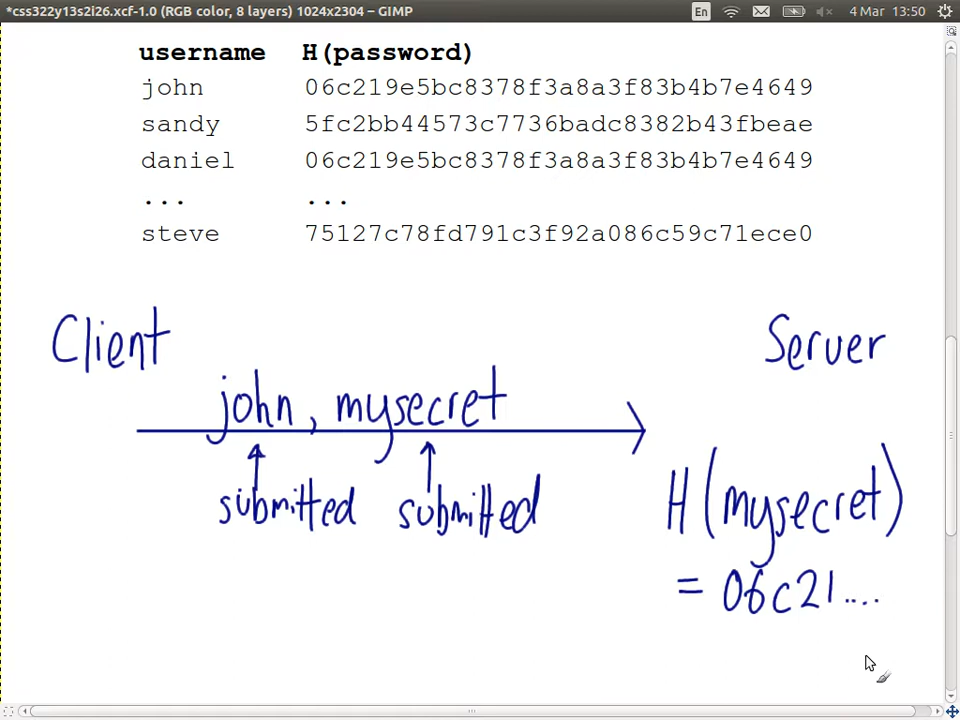 *css322y13s2i26.xcf-1.0 (RGB color, 8 layers) 1024x2304 – GIMP En 4 Mar 13:50
username H(password)
john 06c219e5bc8378f3a8a3f83b4b7e4649
sandy 5fc2bb44573c7736badc8382b43fbeae
daniel 06c219e5bc8378f3a8a3f83b4b7e4649
... ...
steve 75127c78fd791c3f92a086c59c71ece0
Client Server
john, mysecret
submitted submitted H(mysecret)
= 06c21....